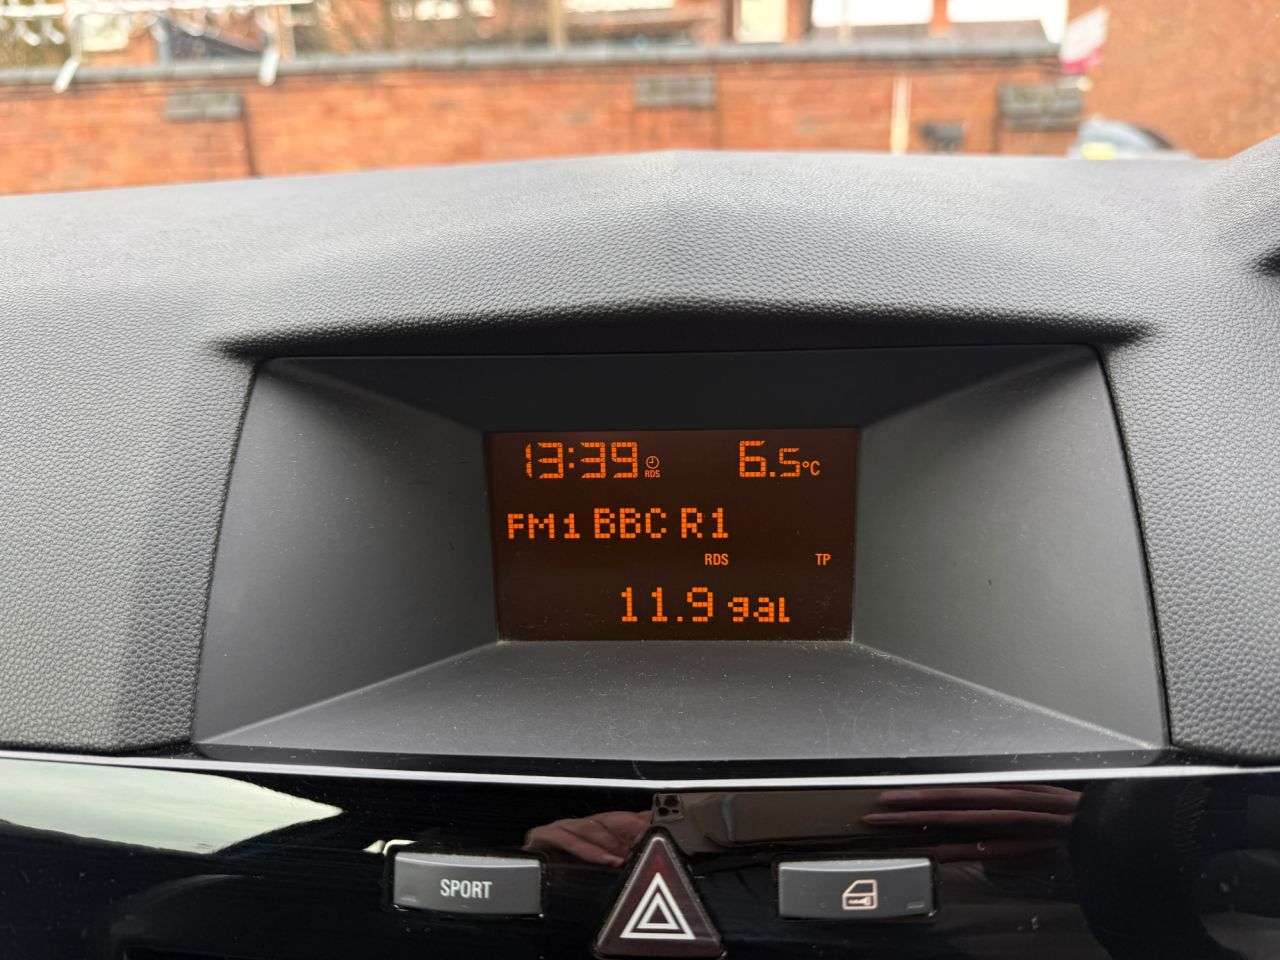 13:39 RDS 6.5°C
FM1 BBC R1
RDS TP
11.9 gal
SPORT